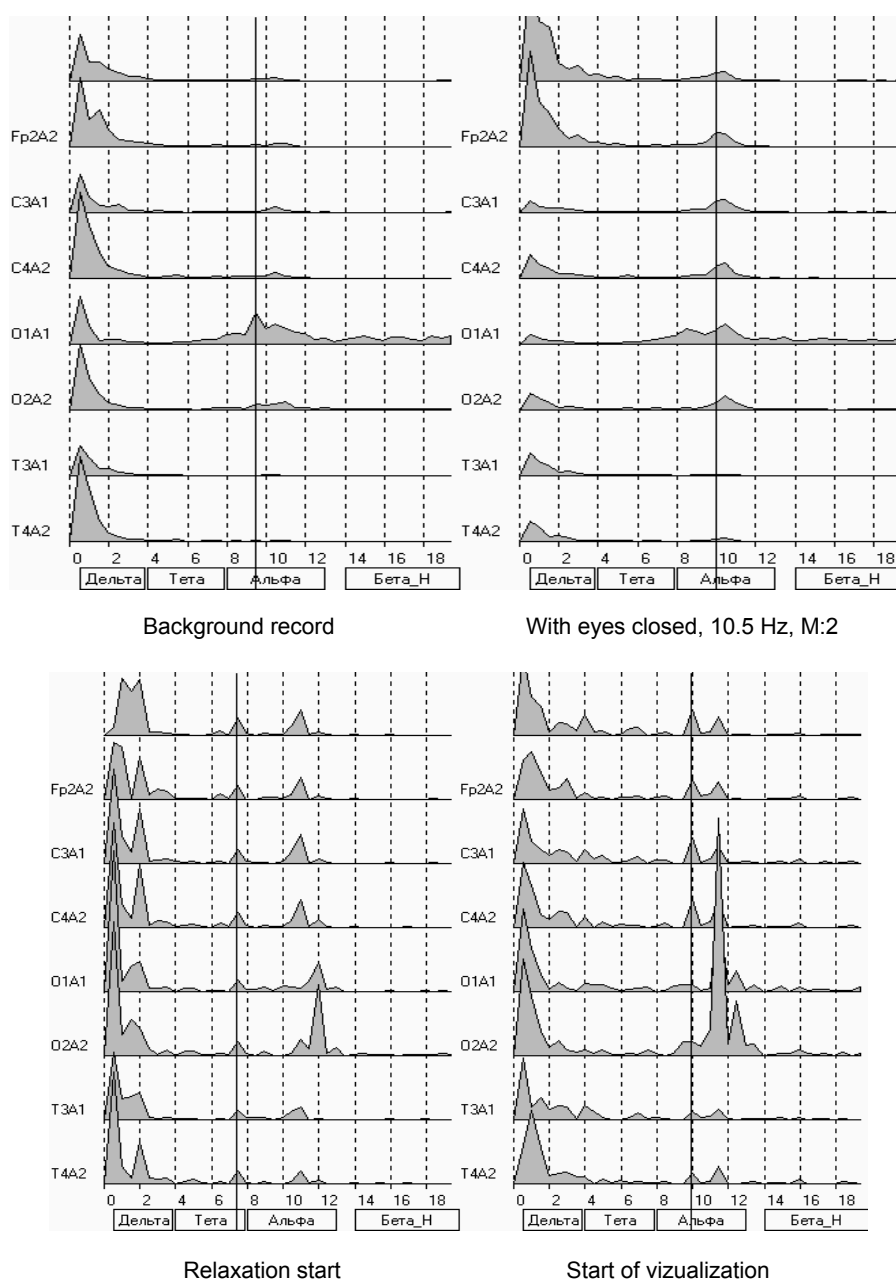 Fp2A2
C3A1
C4A2
O1A1
O2A2
T3A1
T4A2
0 2 4 6 8 10 12 14 16 18
Дельта Тета Альфа Бета_Н
Background record
Fp2A2
C3A1
C4A2
O1A1
O2A2
T3A1
T4A2
0 2 4 6 8 10 12 14 16 18
Дельта Тета Альфа Бета_Н
With eyes closed, 10.5 Hz, M:2
Fp2A2
C3A1
C4A2
O1A1
O2A2
T3A1
T4A2
0 2 4 6 8 10 12 14 16 18
Дельта Тета Альфа Бета_Н
Relaxation start
Fp2A2
C3A1
C4A2
O1A1
O2A2
T3A1
T4A2
0 2 4 6 8 10 12 14 16 18
Дельта Тета Альфа Бета_Н
Start of vizualization